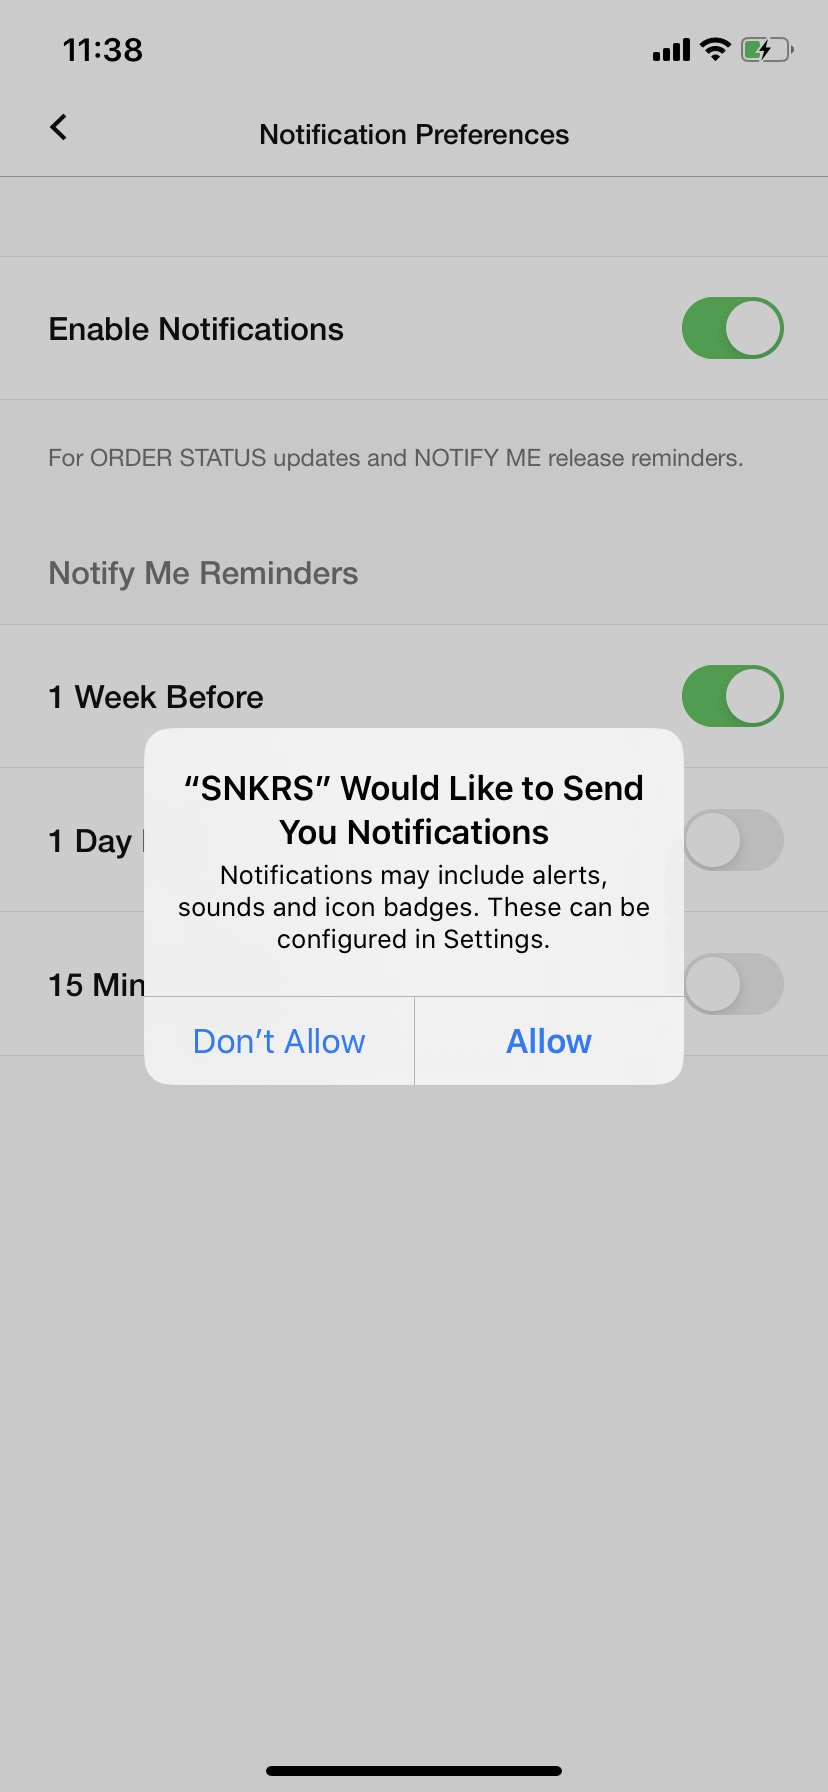 11:38
Notification Preferences
Enable Notifications
For ORDER STATUS updates and NOTIFY ME release reminders.
Notify Me Reminders
1 Week Before
“SNKRS” Would Like to Send
You Notifications
1 Day
Notifications may include alerts,
sounds and icon badges. These can be
configured in Settings.
15 Min
Don’t Allow
Allow